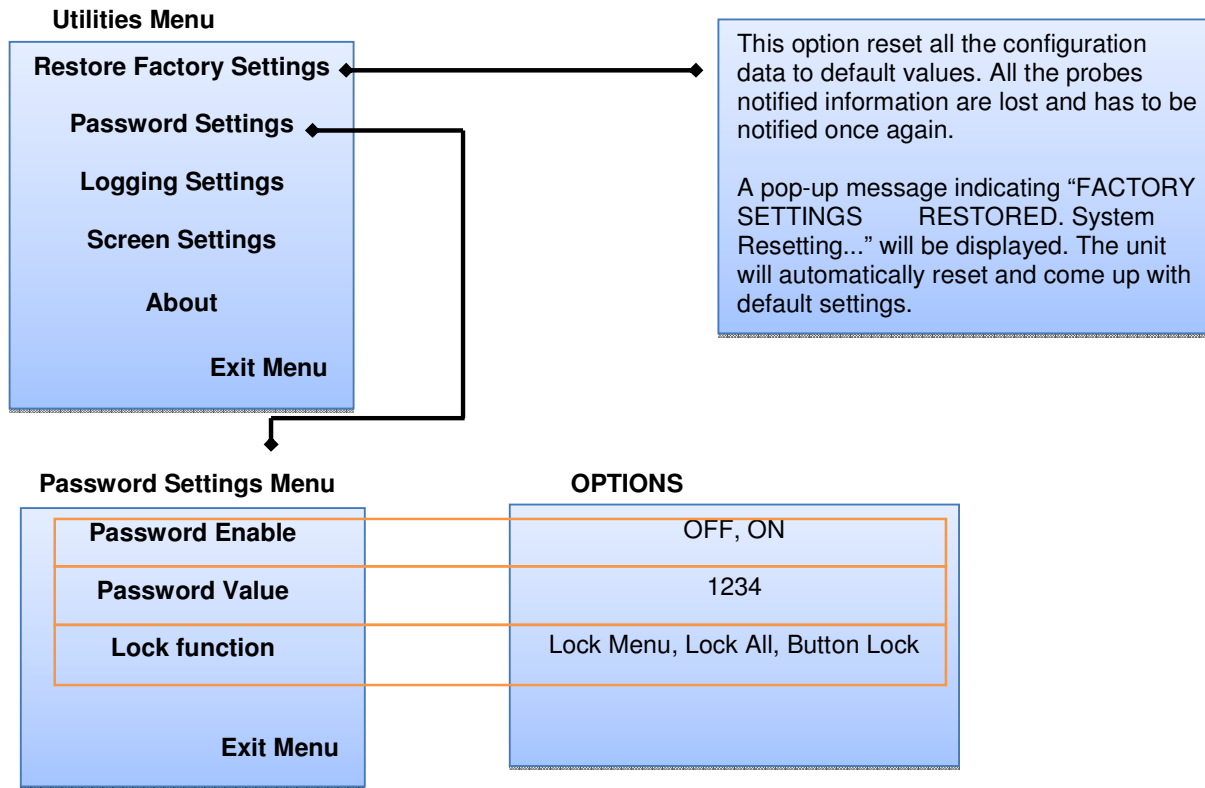 Utilities Menu
Restore Factory Settings
Password Settings
Logging Settings
Screen Settings
About
Exit Menu
This option reset all the configuration
data to default values. All the probes
notified information are lost and has to be
notified once again.
A pop-up message indicating “FACTORY
SETTINGS RESTORED. System
Resetting...” will be displayed. The unit
will automatically reset and come up with
default settings.
Password Settings Menu
OPTIONS
Password Enable
OFF, ON
Password Value
1234
Lock function
Lock Menu, Lock All, Button Lock
Exit Menu